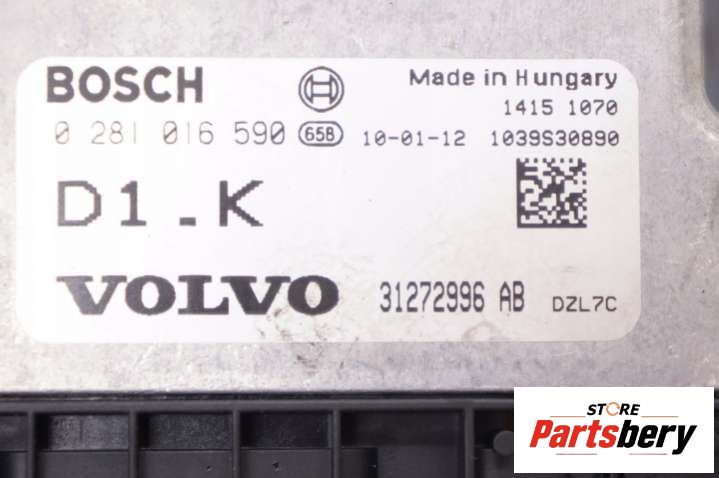 BOSCH
Made in Hungary
1415 1070
0 281 016 590 65B 10-01-12 1039S30890
D1.K
VOLVO 31272996 AB DZL7C
STORE
Partsbery